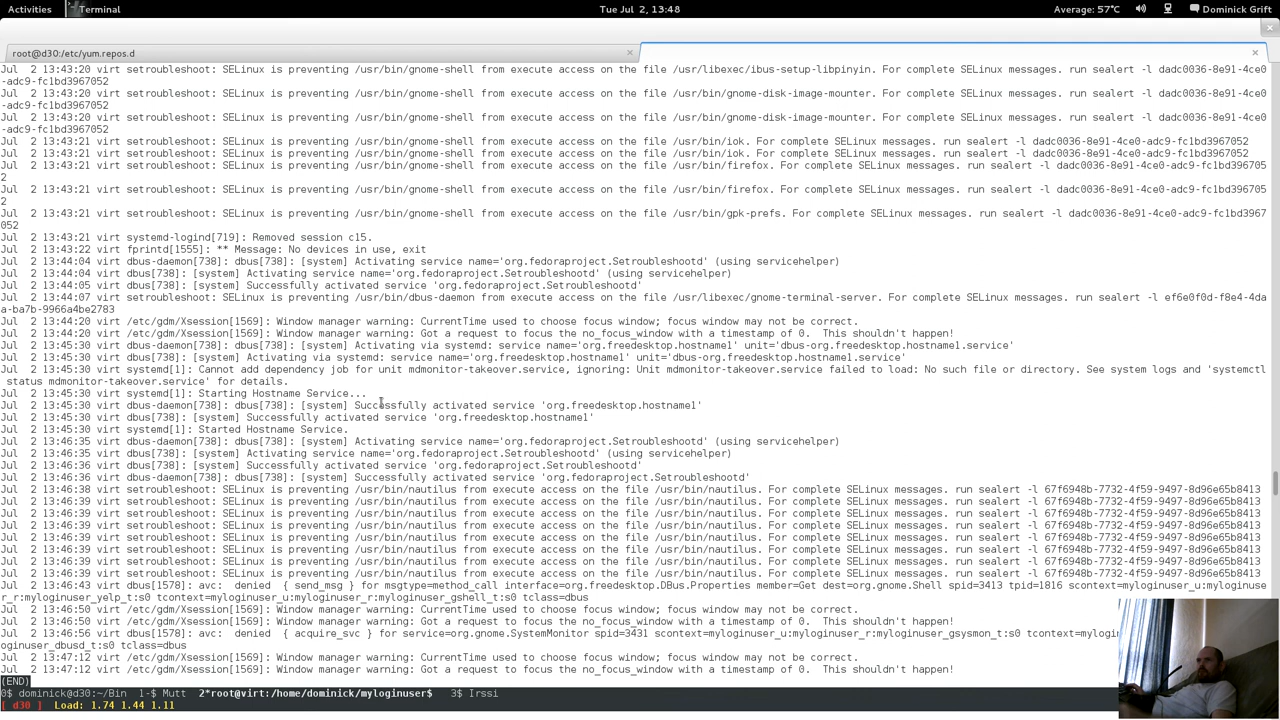 Activities Terminal Tue Jul 2, 13:48 Average: 57°C Dominick Grift
root@d30:/etc/yum.repos.d × ×
Jul  2 13:43:20 virt setroubleshoot: SELinux is preventing /usr/bin/gnome-shell from execute access on the file /usr/libexec/ibus-setup-libpinyin. For complete SELinux messages. run sealert -l dadc0036-8e91-4ce0
-adc9-fc1bd3967052
Jul  2 13:43:20 virt setroubleshoot: SELinux is preventing /usr/bin/gnome-shell from execute access on the file /usr/bin/gnome-disk-image-mounter. For complete SELinux messages. run sealert -l dadc0036-8e91-4ce0
-adc9-fc1bd3967052
Jul  2 13:43:20 virt setroubleshoot: SELinux is preventing /usr/bin/gnome-shell from execute access on the file /usr/bin/gnome-disk-image-mounter. For complete SELinux messages. run sealert -l dadc0036-8e91-4ce0
-adc9-fc1bd3967052
Jul  2 13:43:21 virt setroubleshoot: SELinux is preventing /usr/bin/gnome-shell from execute access on the file /usr/bin/iok. For complete SELinux messages. run sealert -l dadc0036-8e91-4ce0-adc9-fc1bd3967052
Jul  2 13:43:21 virt setroubleshoot: SELinux is preventing /usr/bin/gnome-shell from execute access on the file /usr/bin/iok. For complete SELinux messages. run sealert -l dadc0036-8e91-4ce0-adc9-fc1bd3967052
Jul  2 13:43:21 virt setroubleshoot: SELinux is preventing /usr/bin/gnome-shell from execute access on the file /usr/bin/firefox. For complete SELinux messages. run sealert -l dadc0036-8e91-4ce0-adc9-fc1bd396705
2
Jul  2 13:43:21 virt setroubleshoot: SELinux is preventing /usr/bin/gnome-shell from execute access on the file /usr/bin/firefox. For complete SELinux messages. run sealert -l dadc0036-8e91-4ce0-adc9-fc1bd396705
2
Jul  2 13:43:21 virt setroubleshoot: SELinux is preventing /usr/bin/gnome-shell from execute access on the file /usr/bin/gpk-prefs. For complete SELinux messages. run sealert -l dadc0036-8e91-4ce0-adc9-fc1bd3967
052
Jul  2 13:43:21 virt systemd-logind[719]: Removed session c15.
Jul  2 13:43:22 virt fprintd[1555]: ** Message: No devices in use, exit
Jul  2 13:44:04 virt dbus-daemon[738]: dbus[738]: [system] Activating service name='org.fedoraproject.Setroubleshootd' (using servicehelper)
Jul  2 13:44:04 virt dbus[738]: [system] Activating service name='org.fedoraproject.Setroubleshootd' (using servicehelper)
Jul  2 13:44:05 virt dbus[738]: [system] Successfully activated service 'org.fedoraproject.Setroubleshootd'
Jul  2 13:44:07 virt setroubleshoot: SELinux is preventing /usr/bin/dbus-daemon from execute access on the file /usr/libexec/gnome-terminal-server. For complete SELinux messages. run sealert -l ef6e0f0d-f8e4-4da
a-ba7b-9966a4be2783
Jul  2 13:44:20 virt /etc/gdm/Xsession[1569]: Window manager warning: CurrentTime used to choose focus window; focus window may not be correct.
Jul  2 13:44:20 virt /etc/gdm/Xsession[1569]: Window manager warning: Got a request to focus the no_focus_window with a timestamp of 0.  This shouldn't happen!
Jul  2 13:45:30 virt dbus-daemon[738]: dbus[738]: [system] Activating via systemd: service name='org.freedesktop.hostname1' unit='dbus-org.freedesktop.hostname1.service'
Jul  2 13:45:30 virt dbus[738]: [system] Activating via systemd: service name='org.freedesktop.hostname1' unit='dbus-org.freedesktop.hostname1.service'
Jul  2 13:45:30 virt systemd[1]: Cannot add dependency job for unit mdmonitor-takeover.service, ignoring: Unit mdmonitor-takeover.service failed to load: No such file or directory. See system logs and 'systemctl
 status mdmonitor-takeover.service' for details.
Jul  2 13:45:30 virt systemd[1]: Starting Hostname Service...
Jul  2 13:45:30 virt dbus-daemon[738]: dbus[738]: [system] Successfully activated service 'org.freedesktop.hostname1'
Jul  2 13:45:30 virt dbus[738]: [system] Successfully activated service 'org.freedesktop.hostname1'
Jul  2 13:45:30 virt systemd[1]: Started Hostname Service.
Jul  2 13:46:35 virt dbus-daemon[738]: dbus[738]: [system] Activating service name='org.fedoraproject.Setroubleshootd' (using servicehelper)
Jul  2 13:46:35 virt dbus[738]: [system] Activating service name='org.fedoraproject.Setroubleshootd' (using servicehelper)
Jul  2 13:46:36 virt dbus[738]: [system] Successfully activated service 'org.fedoraproject.Setroubleshootd'
Jul  2 13:46:36 virt dbus-daemon[738]: dbus[738]: [system] Successfully activated service 'org.fedoraproject.Setroubleshootd'
Jul  2 13:46:38 virt setroubleshoot: SELinux is preventing /usr/bin/nautilus from execute access on the file /usr/bin/nautilus. For complete SELinux messages. run sealert -l 67f6948b-7732-4f59-9497-8d96e65b8413
Jul  2 13:46:39 virt setroubleshoot: SELinux is preventing /usr/bin/nautilus from execute access on the file /usr/bin/nautilus. For complete SELinux messages. run sealert -l 67f6948b-7732-4f59-9497-8d96e65b8413
Jul  2 13:46:39 virt setroubleshoot: SELinux is preventing /usr/bin/nautilus from execute access on the file /usr/bin/nautilus. For complete SELinux messages. run sealert -l 67f6948b-7732-4f59-9497-8d96e65b8413
Jul  2 13:46:39 virt setroubleshoot: SELinux is preventing /usr/bin/nautilus from execute access on the file /usr/bin/nautilus. For complete SELinux messages. run sealert -l 67f6948b-7732-4f59-9497-8d96e65b8413
Jul  2 13:46:39 virt setroubleshoot: SELinux is preventing /usr/bin/nautilus from execute access on the file /usr/bin/nautilus. For complete SELinux messages. run sealert -l 67f6948b-7732-4f59-9497-8d96e65b8413
Jul  2 13:46:39 virt setroubleshoot: SELinux is preventing /usr/bin/nautilus from execute access on the file /usr/bin/nautilus. For complete SELinux messages. run sealert -l 67f6948b-7732-4f59-9497-8d96e65b8413
Jul  2 13:46:39 virt setroubleshoot: SELinux is preventing /usr/bin/nautilus from execute access on the file /usr/bin/nautilus. For complete SELinux messages. run sealert -l 67f6948b-7732-4f59-9497-8d96e65b8413
Jul  2 13:46:39 virt setroubleshoot: SELinux is preventing /usr/bin/nautilus from execute access on the file /usr/bin/nautilus. For complete SELinux messages. run sealert -l 67f6948b-7732-4f59-9497-8d96e65b8413
Jul  2 13:46:43 virt dbus[1578]: avc:  denied  { send_msg } for msgtype=method_call interface=org.freedesktop.DBus.Properties member=Get dest=org.gnome.Shell spid=3413 tpid=1816 scontext=myloginuser_u:myloginuse
r_r:myloginuser_yelp_t:s0 tcontext=myloginuser_u:myloginuser_r:myloginuser_gshell_t:s0 tclass=dbus
Jul  2 13:46:50 virt /etc/gdm/Xsession[1569]: Window manager warning: CurrentTime used to choose focus window; focus window may not be correct.
Jul  2 13:46:50 virt /etc/gdm/Xsession[1569]: Window manager warning: Got a request to focus the no_focus_window with a timestamp of 0.  This shouldn't happen!
Jul  2 13:46:56 virt dbus[1578]: avc:  denied  { acquire_svc } for service=org.gnome.SystemMonitor spid=3431 scontext=myloginuser_u:myloginuser_r:myloginuser_gsysmon_t:s0 tcontext=mylogin
oginuser_dbusd_t:s0 tclass=dbus
Jul  2 13:47:12 virt /etc/gdm/Xsession[1569]: Window manager warning: CurrentTime used to choose focus window; focus window may not be correct.
Jul  2 13:47:12 virt /etc/gdm/Xsession[1569]: Window manager warning: Got a request to focus the no_focus_window with a timestamp of 0.  This shouldn't happen!
(END)
0$ dominick@d30:~/Bin  1-$ Mutt  2*root@virt:/home/dominick/myloginuser$  3$ Irssi
[ d30 ] Load: 1.74 1.44 1.11